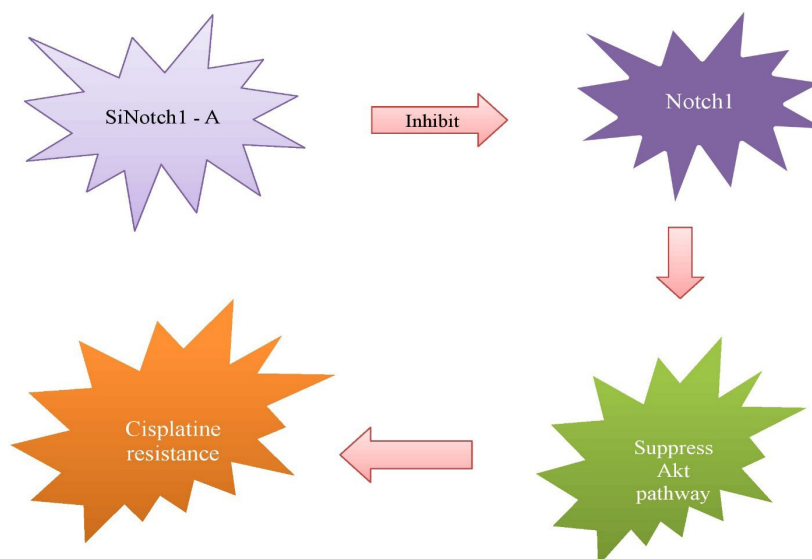 SiNotch1 - A
Inhibit
Notch1
Cisplatine
resistance
Suppress
Akt
pathway